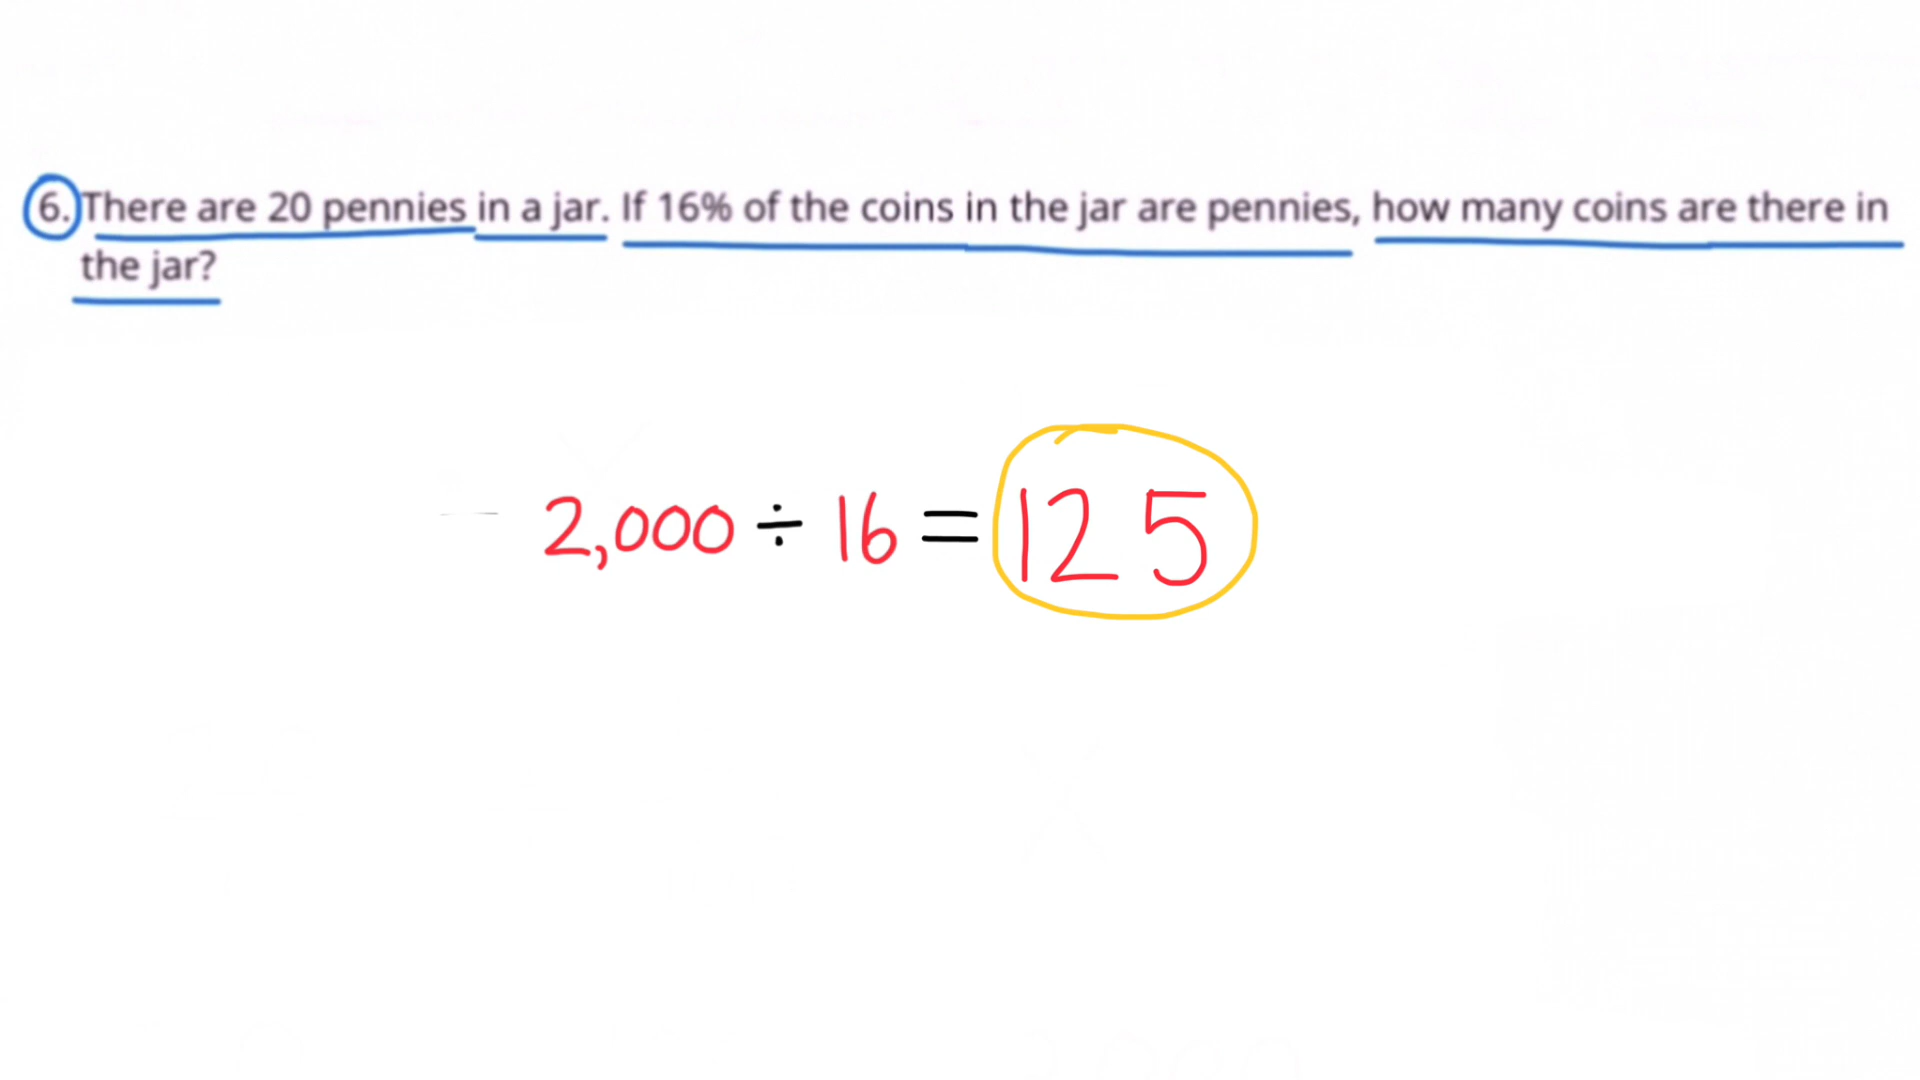 6. There are 20 pennies in a jar. If 16% of the coins in the jar are pennies, how many coins are there in
the jar?
2,000 ÷ 16 = 125